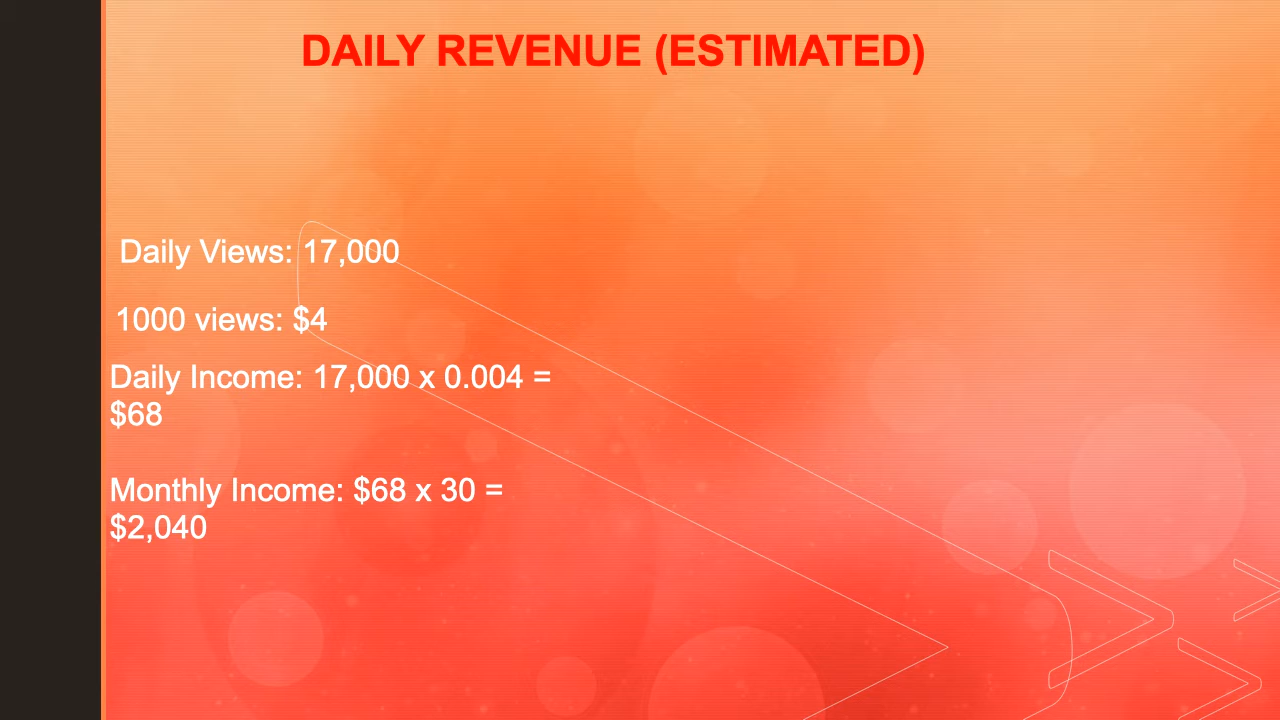 DAILY REVENUE (ESTIMATED)
Daily Views: 17,000
1000 views: $4
Daily Income: 17,000 x 0.004 =
$68
Monthly Income: $68 x 30 =
$2,040